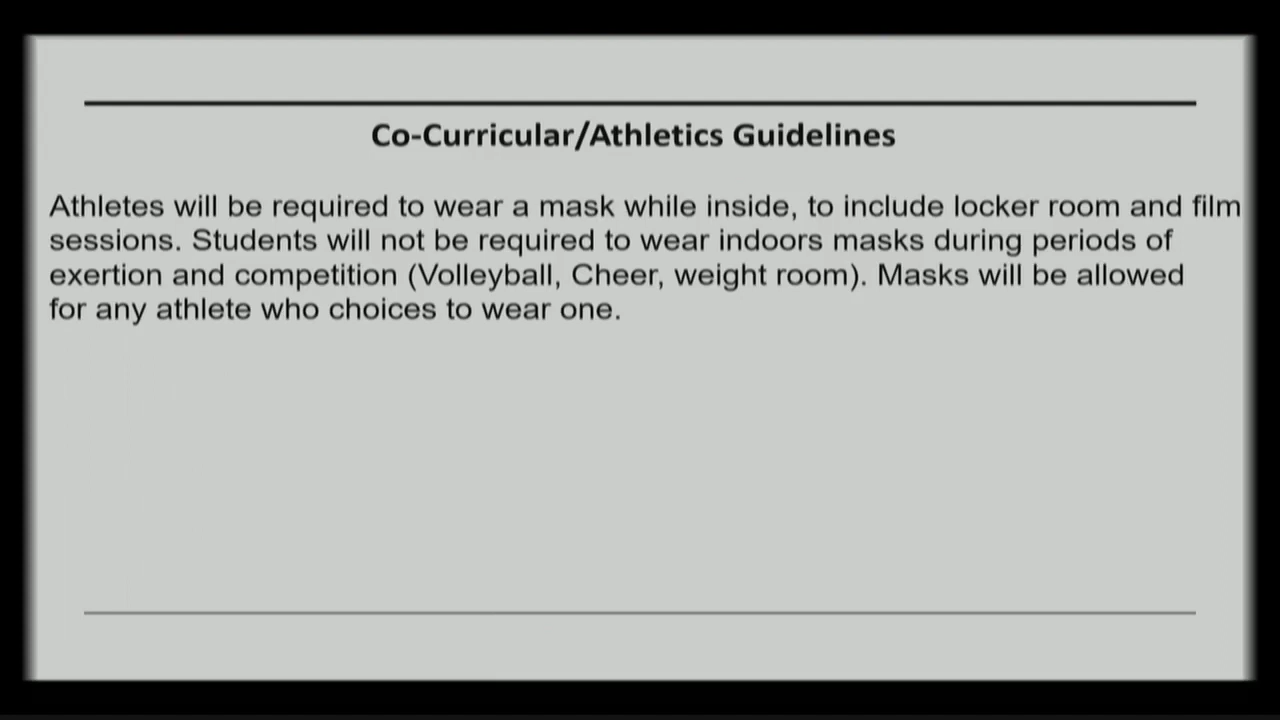 Co-Curricular/Athletics Guidelines
Athletes will be required to wear a mask while inside, to include locker room and film
sessions. Students will not be required to wear indoors masks during periods of
exertion and competition (Volleyball, Cheer, weight room). Masks will be allowed
for any athlete who choices to wear one.